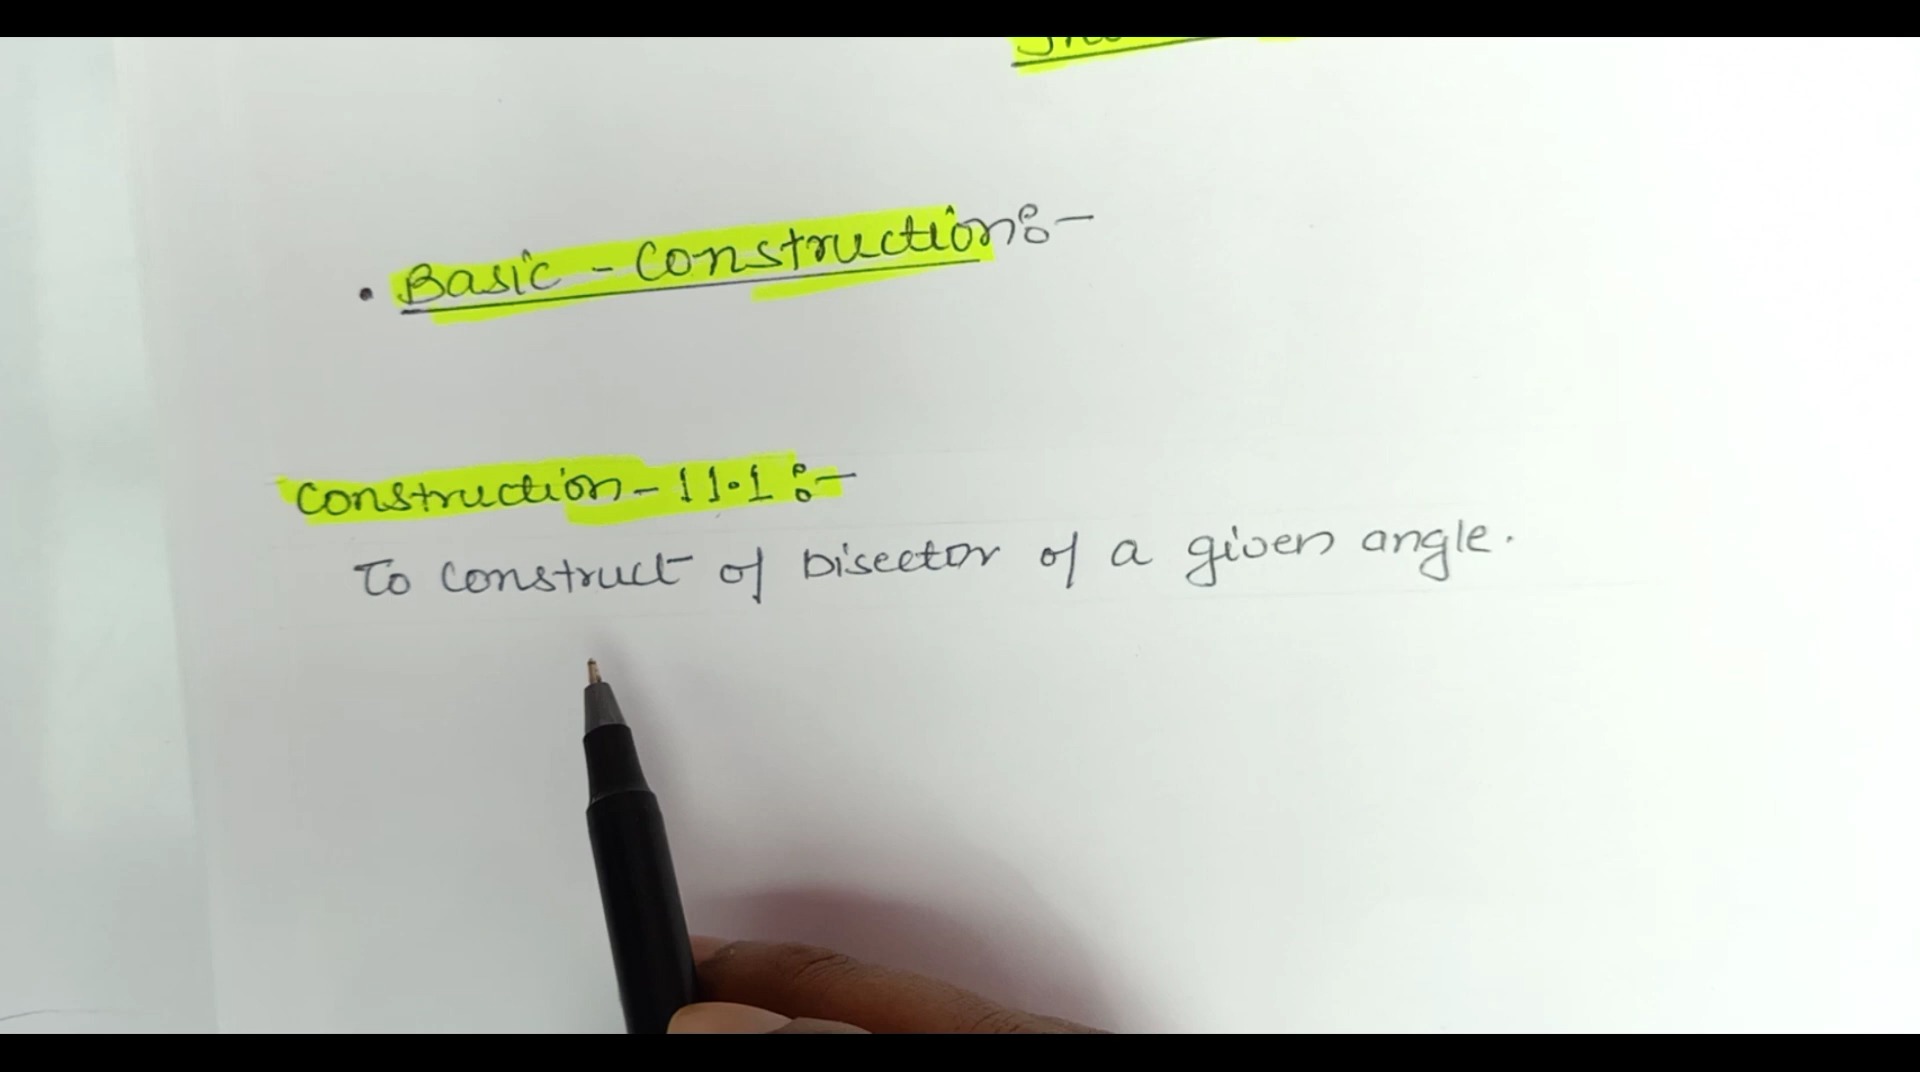 • Basic - Construction :-
Construction - 11.1 :-
To Construct of Bisector of a given angle.